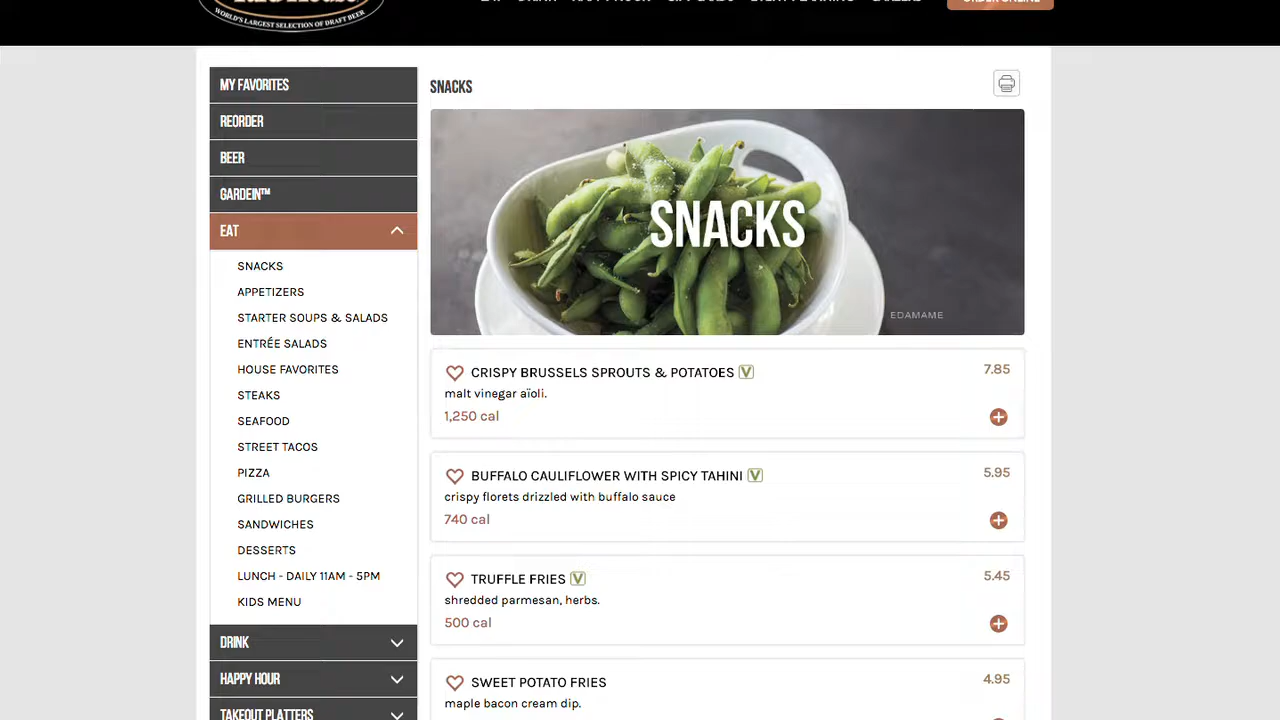 WORLD'S LARGEST SELECTION OF DRAFT BEER
MY FAVORITES
REORDER
BEER
GARDEIN™
EAT
SNACKS
APPETIZERS
STARTER SOUPS & SALADS
ENTRÉE SALADS
HOUSE FAVORITES
STEAKS
SEAFOOD
STREET TACOS
PIZZA
GRILLED BURGERS
SANDWICHES
DESSERTS
LUNCH - DAILY 11AM - 5PM
KIDS MENU
DRINK
HAPPY HOUR
TAKEOUT PLATTERS
SNACKS
SNACKS
EDAMAME
CRISPY BRUSSELS SPROUTS & POTATOES V 7.85
malt vinegar aïoli.
1,250 cal
BUFFALO CAULIFLOWER WITH SPICY TAHINI V 5.95
crispy florets drizzled with buffalo sauce
740 cal
TRUFFLE FRIES V 5.45
shredded parmesan, herbs.
500 cal
SWEET POTATO FRIES 4.95
maple bacon cream dip.